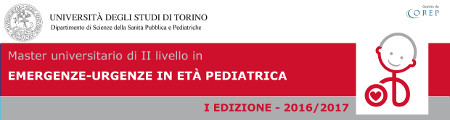 UNIVERSITÀ DEGLI STUDI DI TORINO
Dipartimento di Scienze della Sanità Pubblica e Pediatriche
Gestito da
COREP
Master universitario di II livello in
EMERGENZE-URGENZE IN ETÀ PEDIATRICA
I EDIZIONE - 2016/2017